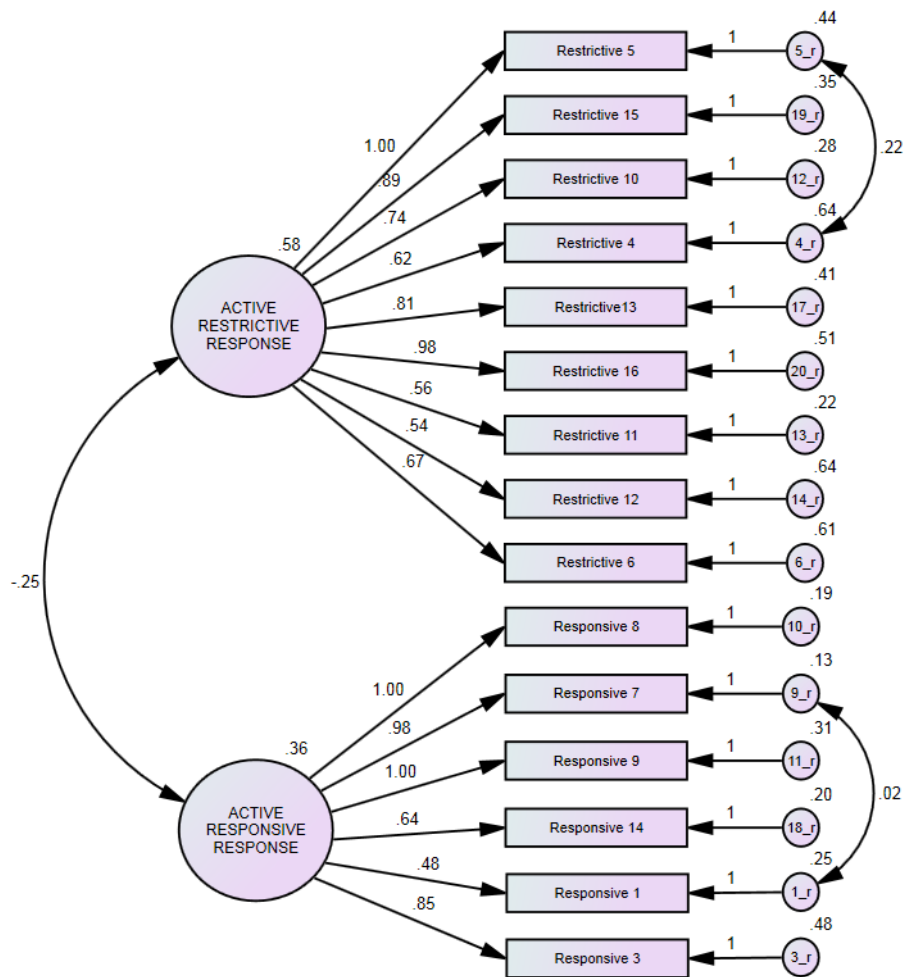 .44
Restrictive 5
1
5_r
.35
Restrictive 15
1
19_r
.22
1.00
.28
.89
Restrictive 10
1
12_r
.74
.64
.58
.62
Restrictive 4
1
4_r
.41
ACTIVE
RESTRICTIVE
RESPONSE
.81
Restrictive13
1
17_r
.51
.98
Restrictive 16
1
20_r
.56
.22
.54
Restrictive 11
1
13_r
.67
.64
Restrictive 12
1
14_r
.61
Restrictive 6
1
6_r
-.25
.19
Responsive 8
1
10_r
.13
1.00
Responsive 7
1
9_r
.98
.31
.36
1.00
Responsive 9
1
11_r
.02
.20
ACTIVE
RESPONSIVE
RESPONSE
.64
Responsive 14
1
18_r
.48
.25
Responsive 1
1
1_r
.85
.48
Responsive 3
1
3_r